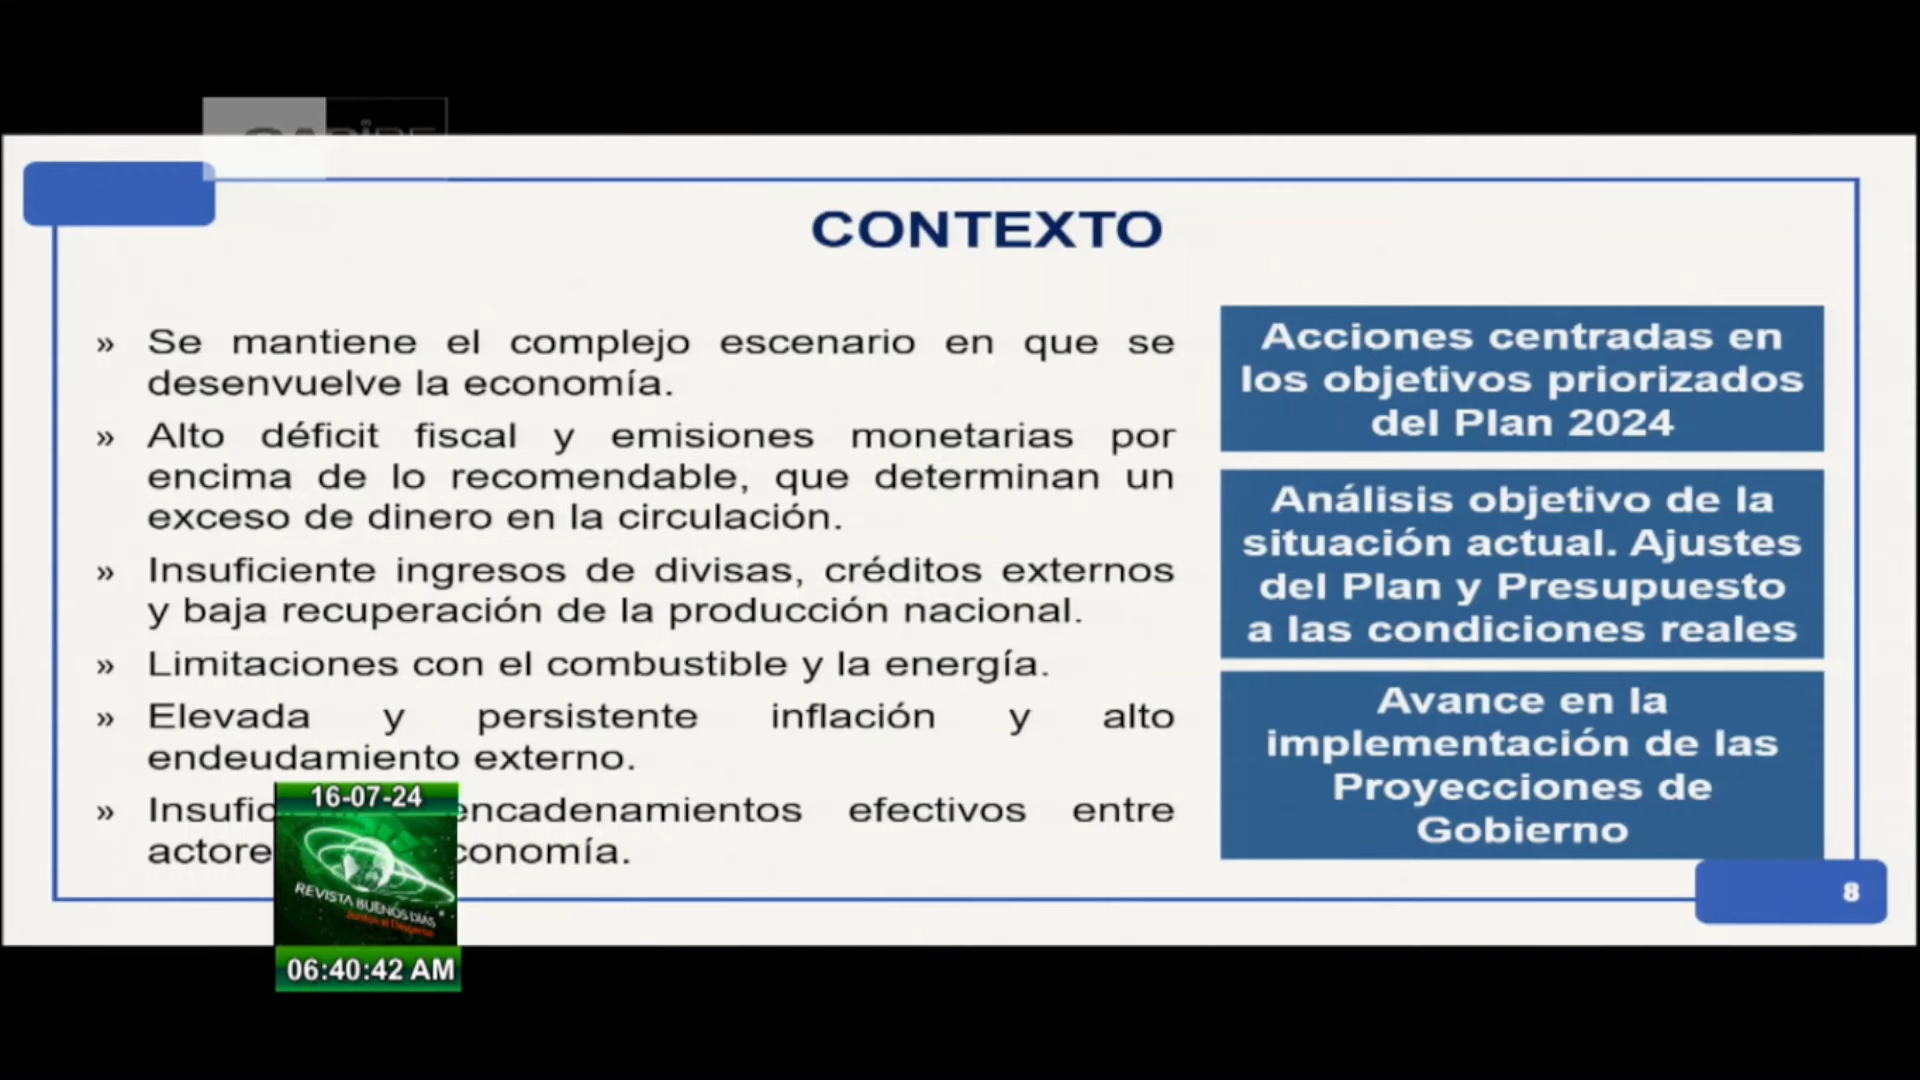 CARIBE
CONTEXTO
» Se mantiene el complejo escenario en que se
desenvuelve la economía.
» Alto déficit fiscal y emisiones monetarias por
encima de lo recomendable, que determinan un
exceso de dinero en la circulación.
» Insuficiente ingresos de divisas, créditos externos
y baja recuperación de la producción nacional.
» Limitaciones con el combustible y la energía.
» Elevada y persistente inflación y alto
endeudamiento externo.
» encadenamientos efectivos entre
Acciones centradas en
los objetivos priorizados
del Plan 2024
Análisis objetivo de la
situación actual. Ajustes
del Plan y Presupuesto
a las condiciones reales
Avance en la
implementación de las
Proyecciones de
Gobierno
8
16-07-24
REVISTA BUENOS DÍAS
06:40:42 AM